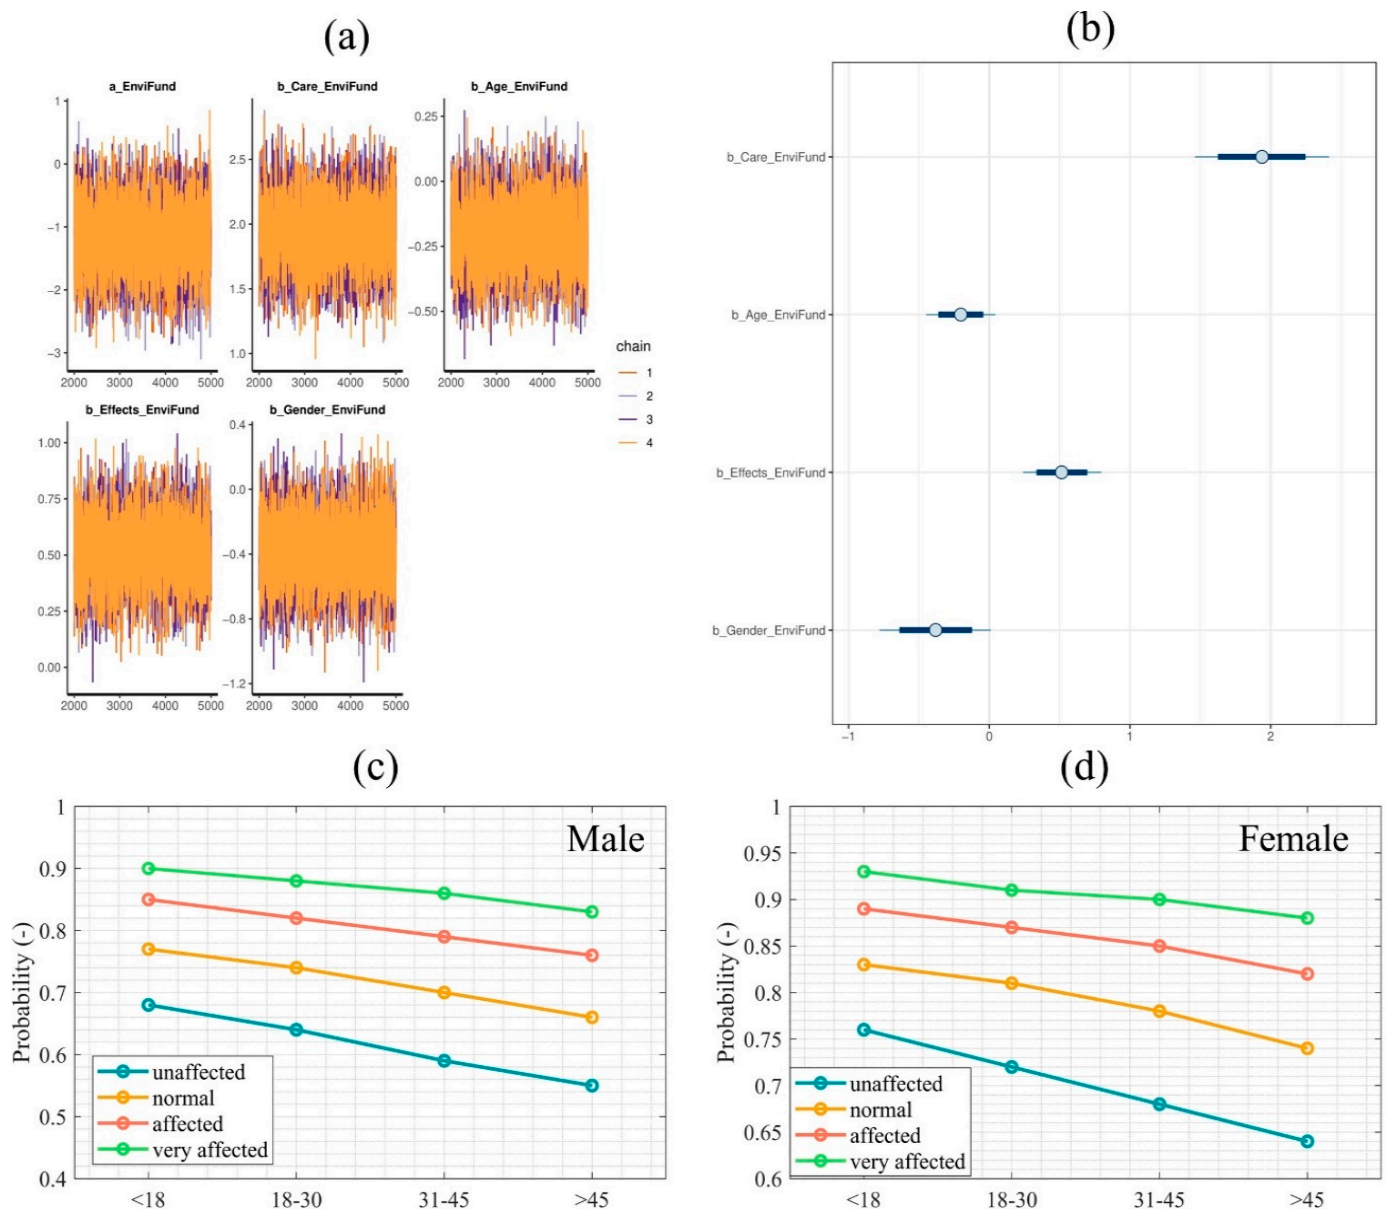 (a)
a_EnviFund
b_Care_EnviFund
b_Age_EnviFund
1
0
−1
−2
−3
2.5
2.0
1.5
1.0
0.25
0.00
−0.25
−0.50
2000 3000 4000 5000
2000 3000 4000 5000
2000 3000 4000 5000
b_Effects_EnviFund
b_Gender_EnviFund
1.00
0.75
0.50
0.25
0.00
0.4
0.0
−0.4
−0.8
−1.2
2000 3000 4000 5000
2000 3000 4000 5000
chain
1
2
3
4
(b)
b_Care_EnviFund
b_Age_EnviFund
b_Effects_EnviFund
b_Gender_EnviFund
−1 0 1 2
(c)
Male
Probability (-)
1
0.9
0.8
0.7
0.6
0.5
0.4
unaffected
normal
affected
very affected
<18 18-30 31-45 >45
(d)
Female
Probability (-)
1
0.95
0.9
0.85
0.8
0.75
0.7
0.65
0.6
unaffected
normal
affected
very affected
<18 18-30 31-45 >45